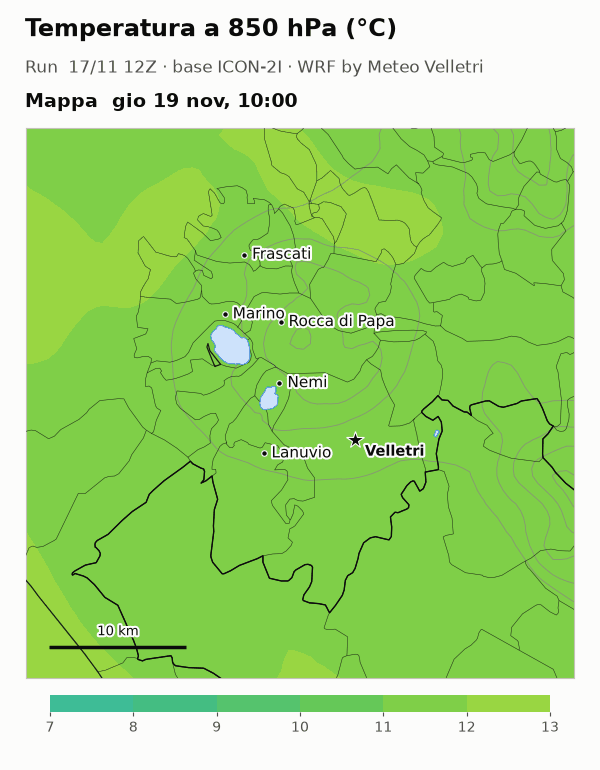 Temperatura a 850 hPa (°C)
Run  17/11 12Z · base ICON-2I · WRF by Meteo Velletri
Mappa  gio 19 nov, 10:00
Frascati
Marino
Rocca di Papa
Nemi
Velletri
Lanuvio
10 km
7 8 9 10 11 12 13